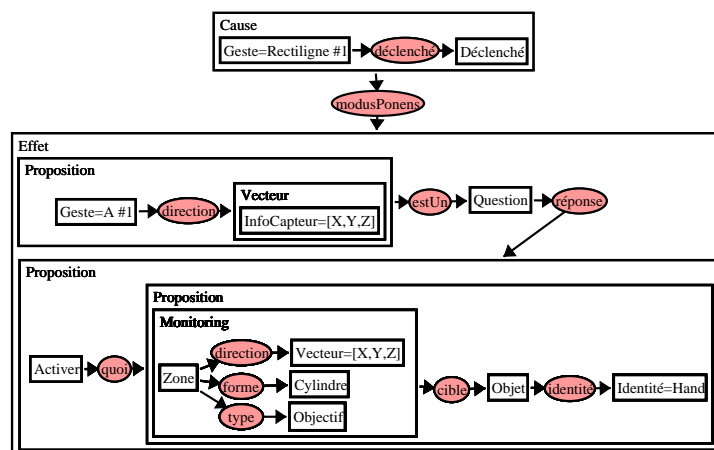 Cause
Geste=Rectiligne #1 déclenché Déclenché
modusPonens
Effet
Proposition
Vecteur
Geste=A #1 direction InfoCapteur=[X,Y,Z] estUn Question réponse
Proposition
Proposition
Monitoring
direction Vecteur=[X,Y,Z]
Activer quoi Zone forme Cylindre cible Objet identité Identité=Hand
type Objectif